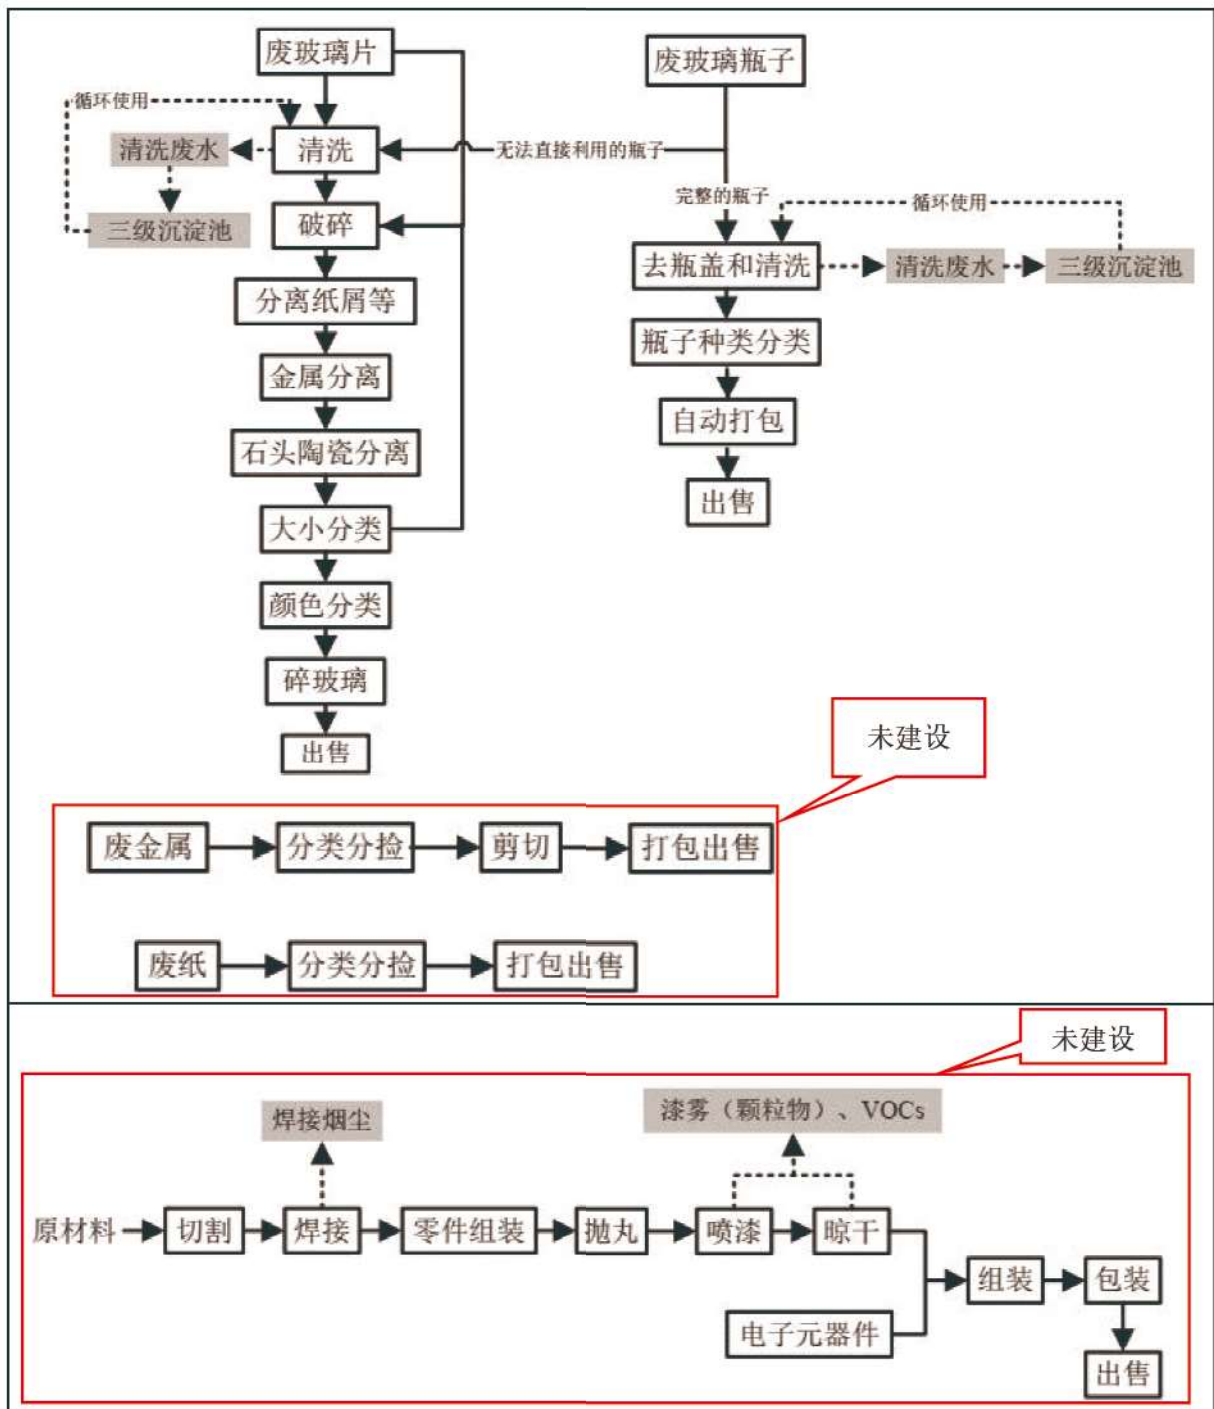 废玻璃片
废玻璃瓶子
循环使用
清洗
清洗废水
无法直接利用的瓶子
完整的瓶子
循环使用
三级沉淀池
破碎
去瓶盖和清洗
清洗废水
三级沉淀池
分离纸屑等
瓶子种类分类
金属分离
自动打包
石头陶瓷分离
出售
大小分类
颜色分类
碎玻璃
出售
未建设
废金属
分类分捡
剪切
打包出售
废纸
分类分捡
打包出售
未建设
焊接烟尘
漆雾（颗粒物）、VOCs
原材料
切割
焊接
零件组装
抛丸
喷漆
晾干
组装
包装
电子元器件
出售